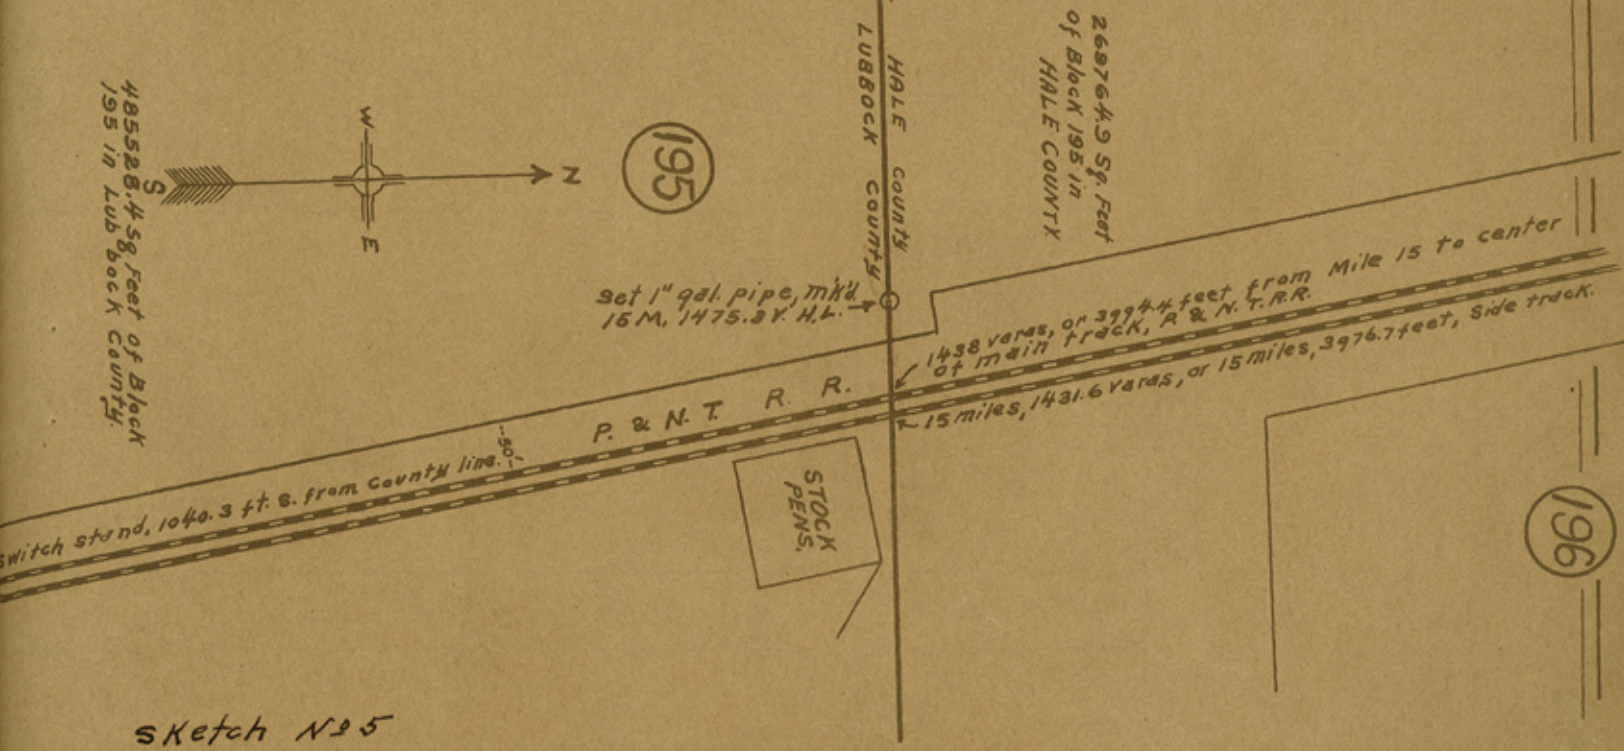 268764.9 Sq. Feet
of Block 195 in
HALE COUNTY
HALE County
LUBBOCK County
195
W
N
S
E
485528.4 Sq Feet of Block
195 in Lubbock County.
Set 1" gal. pipe, mk'd.
15 M. 1475.2 V. H.L.
1438 varas, or 3994.4 feet from Mile 15 to center
of main track, P & N.T.R.R.
15 miles, 1431.6 varas, or 15 miles, 3976.7 feet, Side track.
P. & N.T. R. R.
--50'-
Switch stand, 1040.3 ft. S. from County line.
STOCK
PENS.
196
Sketch No 5